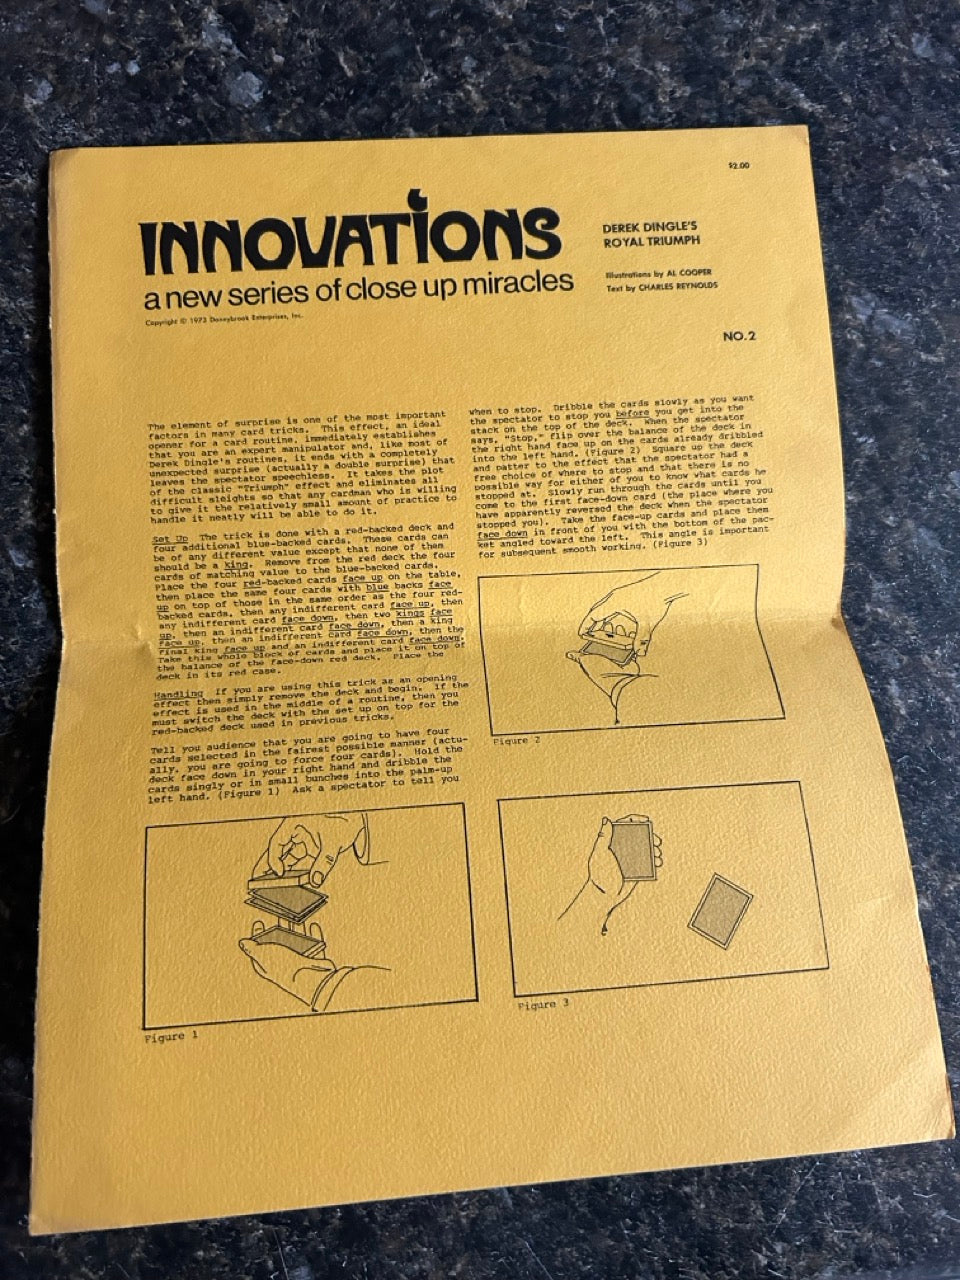 $2.00
INNOVATIONS
a new series of close up miracles
Copyright © 1973 Donnybrook Enterprises, Inc.
DEREK DINGLE'S
ROYAL TRIUMPH
Illustrations by AL COOPER
Text by CHARLES REYNOLDS
NO.2
The element of surprise is one of the most important
factors in many card tricks. This effect, an ideal
opener for a card routine, immediately establishes
that you are an expert manipulator and, like most of
Derek Dingle's routines, it ends with a completely
unexpected surprise (actually a double surprise) that
leaves the spectator speechless. It takes the plot
of the classic "Triumph" effect and eliminates all
difficult sleights so that any cardman who is willing
to give it the relatively small amount of practice to
handle it neatly will be able to do it.
Set Up The trick is done with a red-backed deck and
four additional blue-backed cards. These cards can
be of any different value except that none of them
should be a king. Remove from the red deck the four
cards of matching value to the blue-backed cards.
Place the four red-backed cards face up on the table,
then place the same four cards with blue backs face
up on top of those in the same order as the four red-
backed cards, then any indifferent card face up, then
any indifferent card face down, then two kings face
up, then an indifferent card face down, then a king
face up, then an indifferent card face down, then the
final king face up and an indifferent card face down.
Take this whole block of cards and place it on top of
the balance of the face-down red deck. Place the
deck in its red case.
Handling If you are using this trick as an opening
effect then simply remove the deck and begin. If the
effect is used in the middle of a routine, then you
must switch the deck with the set up on top for the
red-backed deck used in previous tricks.
Tell you audience that you are going to have four
cards selected in the fairest possible manner (actu-
ally, you are going to force four cards). Hold the
deck face down in your right hand and dribble the
cards singly or in small bunches into the palm-up
left hand. (Figure 1) Ask a spectator to tell you
Figure 1
when to stop. Dribble the cards slowly as you want
the spectator to stop you before you get into the
stack on the top of the deck. When the spectator
says, "Stop," flip over the balance of the deck in
the right hand face up on the cards already dribbled
into the left hand. (Figure 2) Square up the deck
and patter to the effect that the spectator had a
free choice of where to stop and that there is no
possible way for either of you to know what cards he
stopped at. Slowly run through the cards until you
come to the first face-down card (the place where you
have apparently reversed the deck when the spectator
stopped you). Take the face-up cards and place them
face down in front of you with the bottom of the pac-
ket angled toward the left. This angle is important
for subsequent smooth working. (Figure 3)
Figure 2
Figure 3